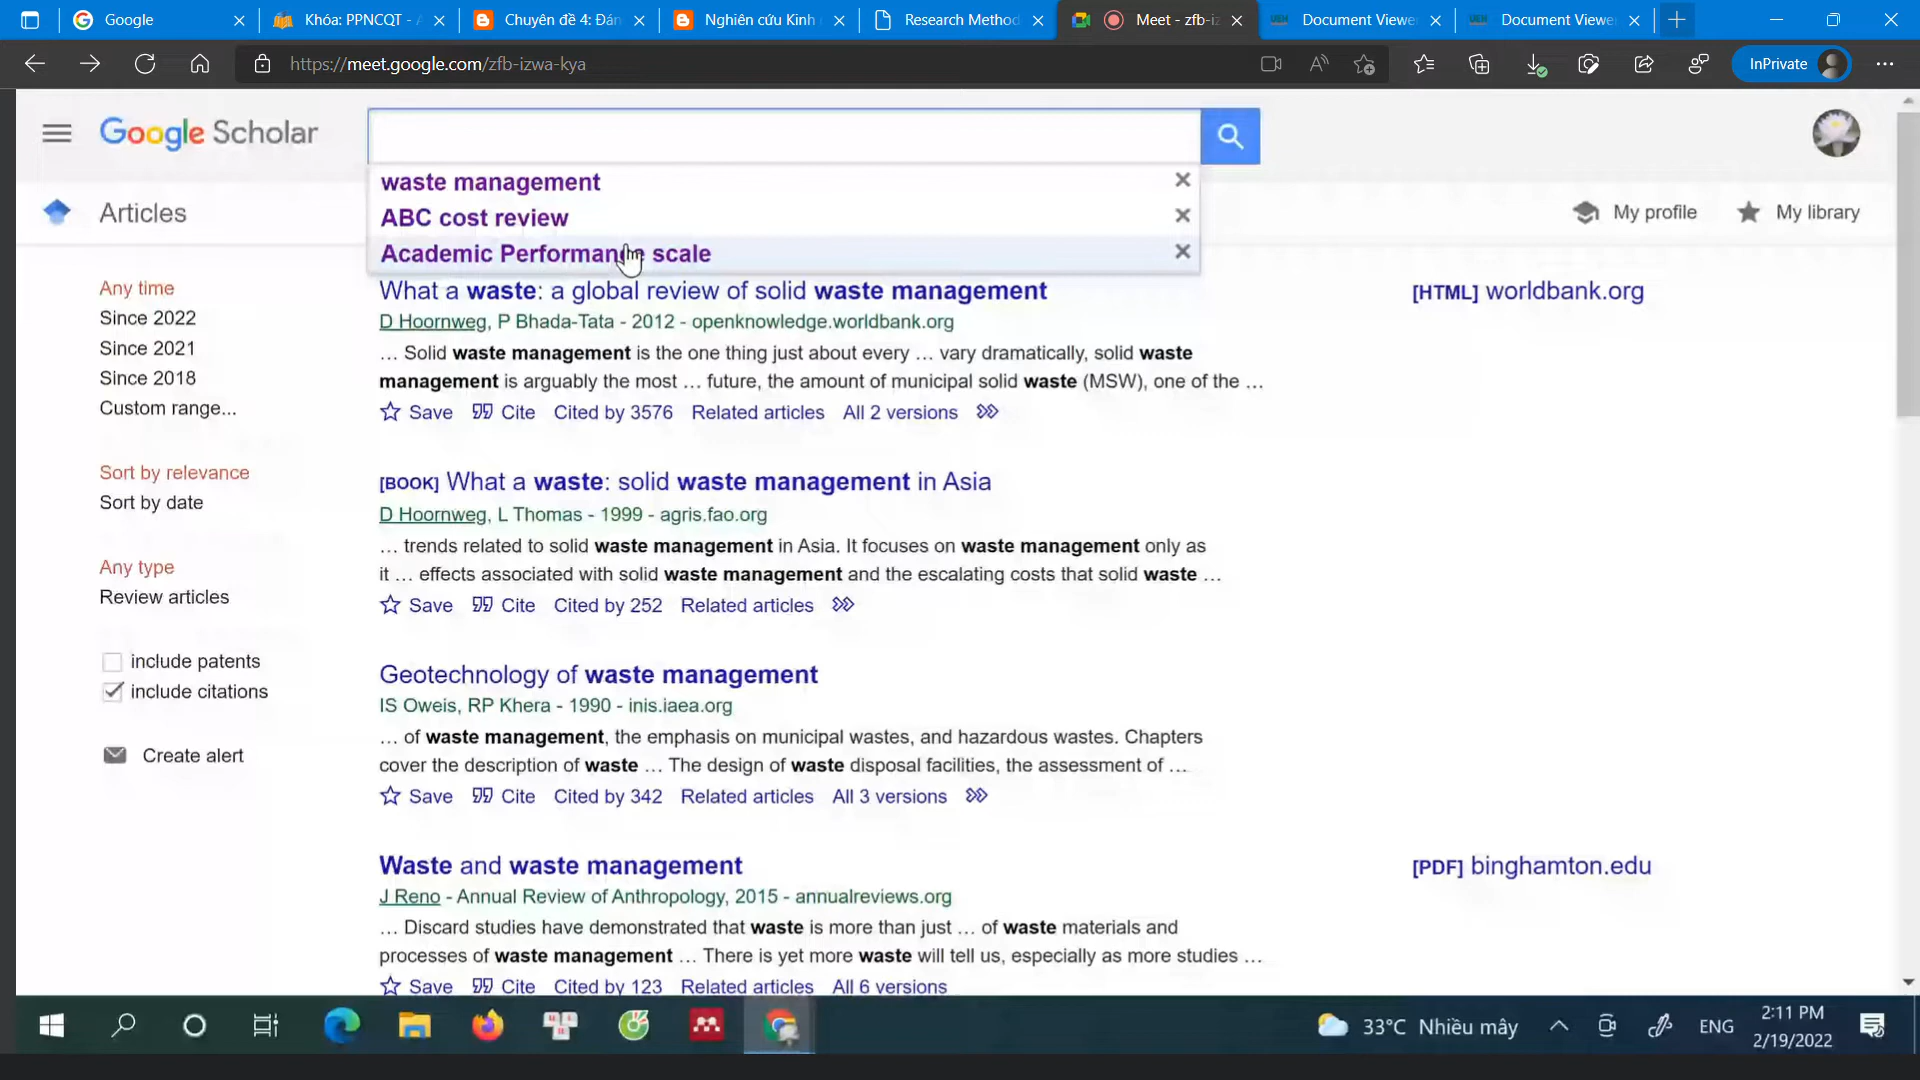 Google
Khóa: PPNCQT -
Chuyên đề 4: Đán
Nghiên cứu Kinh
Research Method
Meet - zfb-iz
Document Viewe
Document Viewe
https://meet.google.com/zfb-izwa-kya
InPrivate
Google Scholar
waste management
ABC cost review
Academic Performance scale
Articles
My profile
My library
Any time
Since 2022
Since 2021
Since 2018
Custom range...
Sort by relevance
Sort by date
Any type
Review articles
include patents
include citations
Create alert
What a waste: a global review of solid waste management
[HTML] worldbank.org
D Hoornweg, P Bhada-Tata - 2012 - openknowledge.worldbank.org
… Solid waste management is the one thing just about every … vary dramatically, solid waste
management is arguably the most … future, the amount of municipal solid waste (MSW), one of the …
Save Cite Cited by 3576 Related articles All 2 versions
[BOOK] What a waste: solid waste management in Asia
D Hoornweg, L Thomas - 1999 - agris.fao.org
… trends related to solid waste management in Asia. It focuses on waste management only as
it … effects associated with solid waste management and the escalating costs that solid waste …
Save Cite Cited by 252 Related articles
Geotechnology of waste management
IS Oweis, RP Khera - 1990 - inis.iaea.org
… of waste management, the emphasis on municipal wastes, and hazardous wastes. Chapters
cover the description of waste … The design of waste disposal facilities, the assessment of …
Save Cite Cited by 342 Related articles All 3 versions
Waste and waste management
[PDF] binghamton.edu
J Reno - Annual Review of Anthropology, 2015 - annualreviews.org
… Discard studies have demonstrated that waste is more than just … of waste materials and
processes of waste management … There is yet more waste will tell us, especially as more studies …
Save Cite Cited by 123 Related articles All 6 versions
33°C Nhiều mây
ENG
2:11 PM
2/19/2022